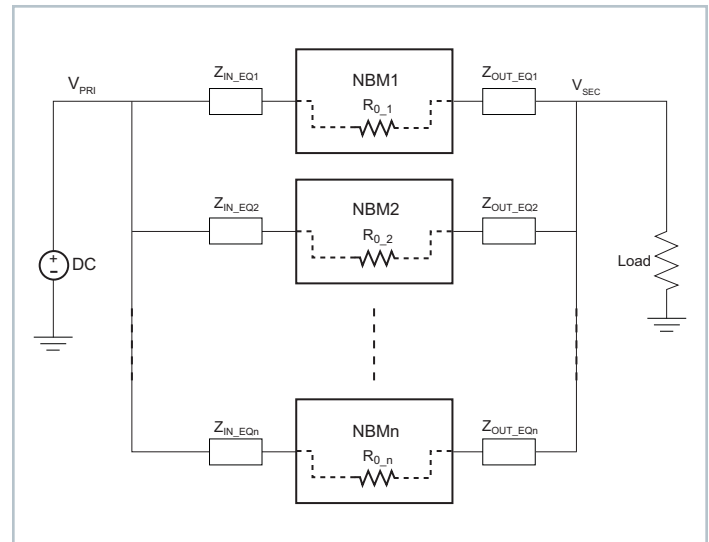 V_PRI
Z_IN_EQ1
NBM1
R_0_1
Z_OUT_EQ1
V_SEC
Z_IN_EQ2
NBM2
R_0_2
Z_OUT_EQ2
+
-
DC
Load
Z_IN_EQn
NBMn
R_0_n
Z_OUT_EQn